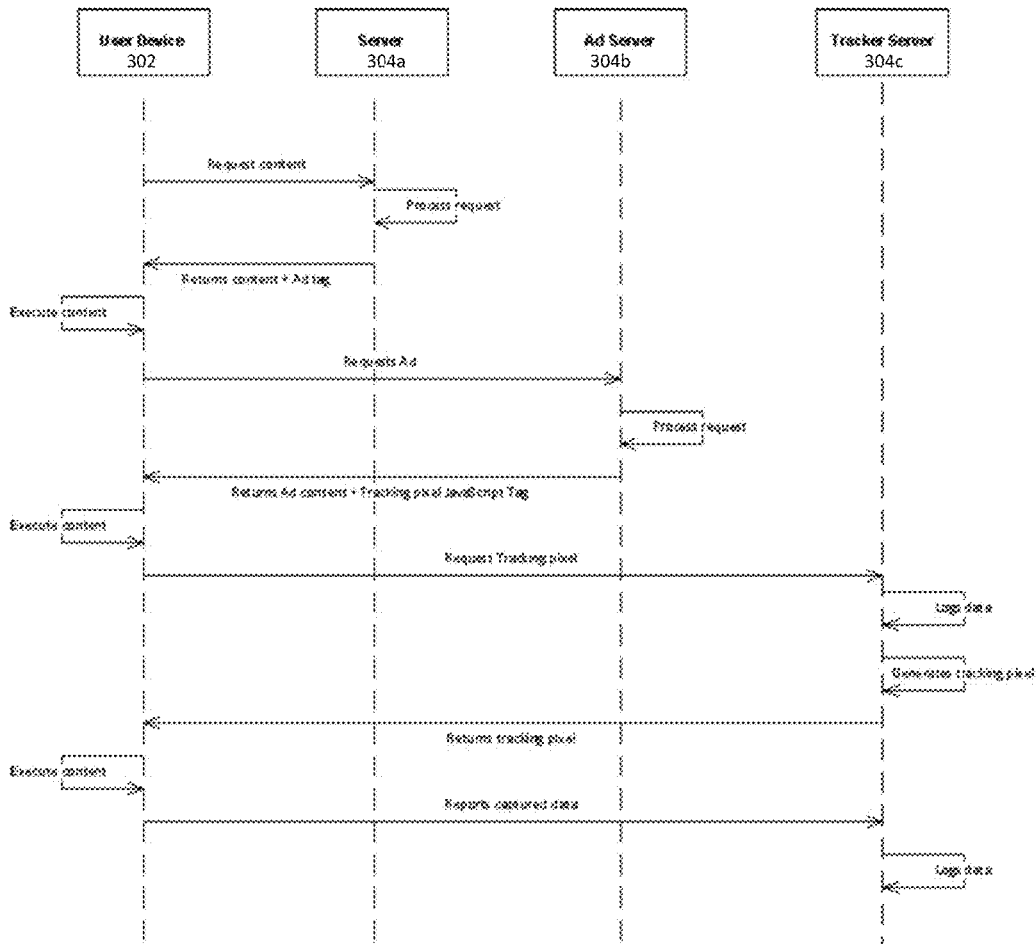 User Device
302
Server
304a
Ad Server
304b
Tracker Server
304c
Request content
Process request
Returns content + Ad tag
Execute content
Requests Ad
Process request
Returns Ad content + Tracking pixel JavaScript Tag
Execute content
Request Tracking pixel
Logs data
Generates tracking pixel
Returns tracking pixel
Execute content
Reports captured data
Logs data